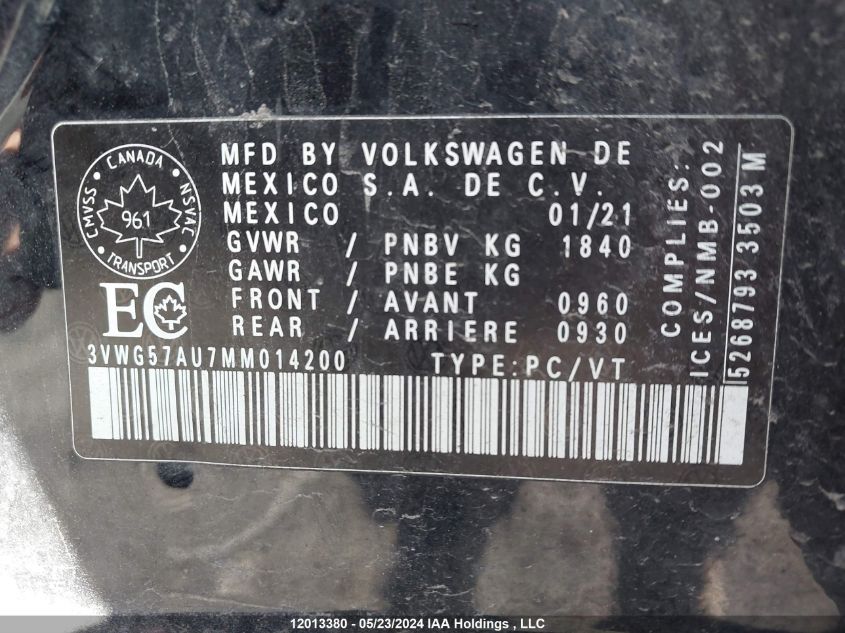 CANADA
CMVSS
NSVAC
961
TRANSPORT
EC
MFD BY VOLKSWAGEN DE
MEXICO S.A. DE C.V.
MEXICO 01/21
GVWR / PNBV KG 1840
GAWR / PNBE KG
FRONT / AVANT 0960
REAR / ARRIERE 0930
3VWG57AU7MM014200 TYPE:PC/VT
COMPLIES:
ICES/NMB-002
5268793 3503 M
12013380 - 05/23/2024 IAA Holdings , LLC